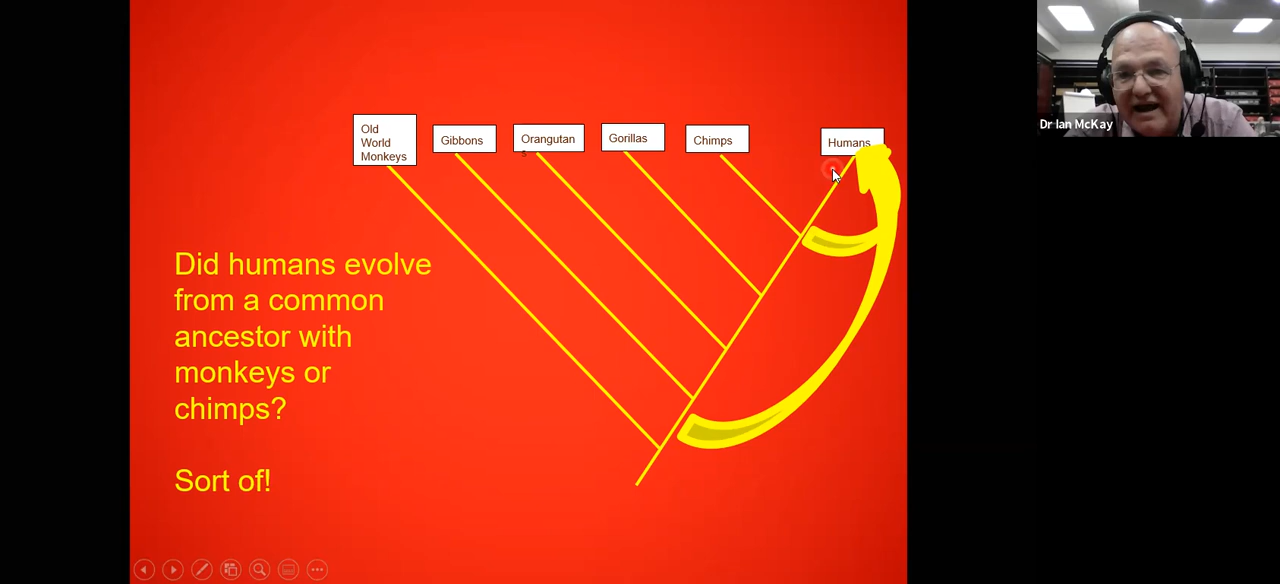 Old
World
Monkeys
Gibbons
Orangutan
s
Gorillas
Chimps
Humans
Did humans evolve
from a common
ancestor with
monkeys or
chimps?
Sort of!
Dr Ian McKay